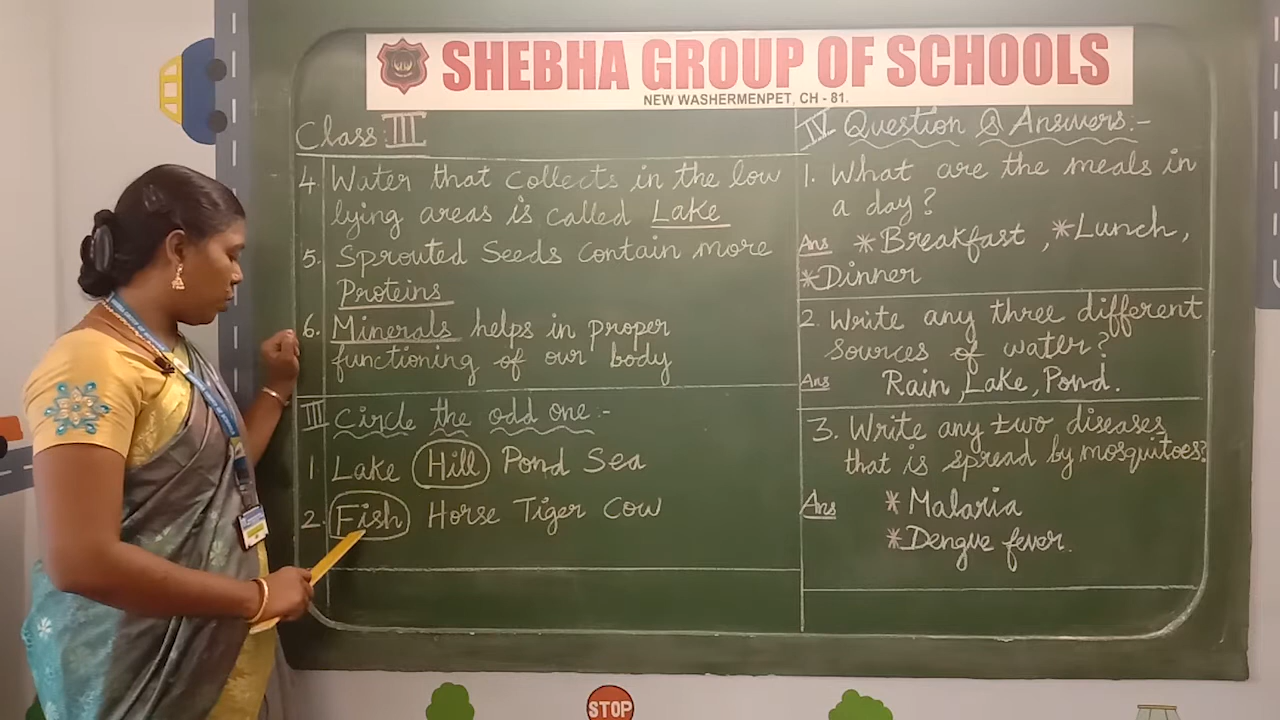 SHEBHA GROUP OF SCHOOLS
NEW WASHERMENPET, CH - 81.
Class: III
4. Water that collects in the low
lying areas is called Lake
5. Sprouted Seeds contain more
Proteins
6. Minerals helps in proper
functioning of our body
III Circle the odd one :-
1 Lake Hill Pond Sea
2. Fish Horse Tiger Cow
IV Question & Answers:-
1. What are the meals in
a day?
Ans * Breakfast, * Lunch,
* Dinner
2. Write any three different
sources of water?
Ans Rain, Lake, Pond.
3. Write any two diseases
that is spread by mosquitoes?
Ans * Malaria
* Dengue fever.
STOP